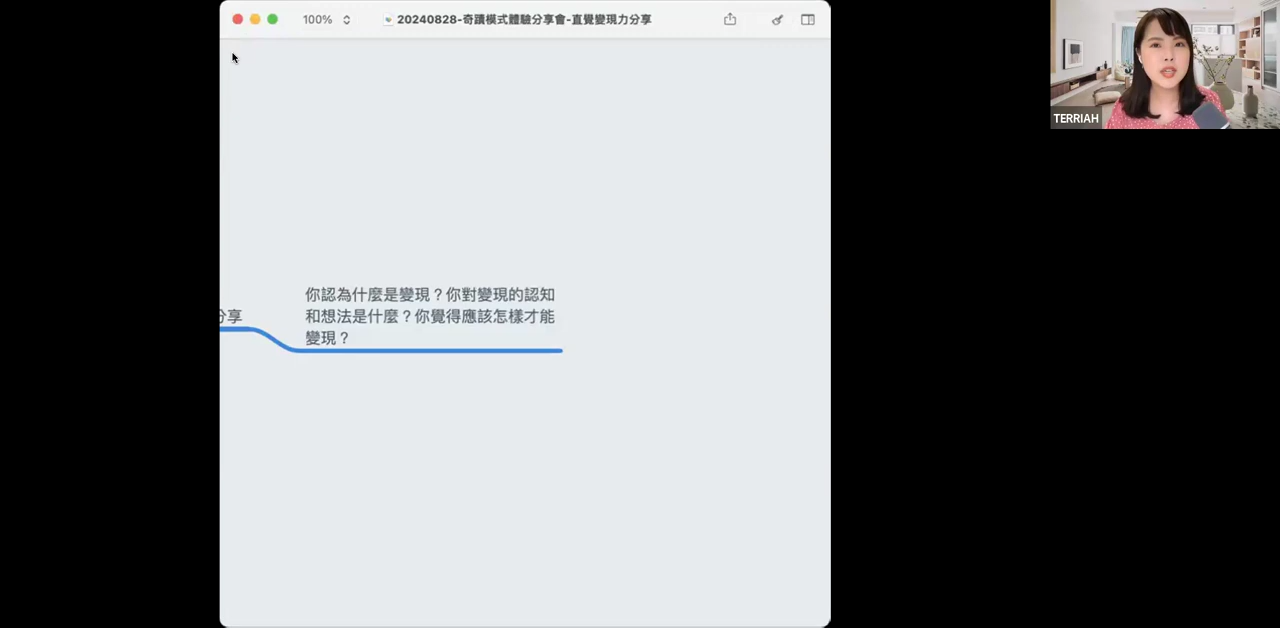 100%
20240828-奇蹟模式體驗分享會-直覺變現力分享
TERRIAH
你認為什麼是變現？你對變現的認知
和想法是什麼？你覺得應該怎樣才能
變現？
享